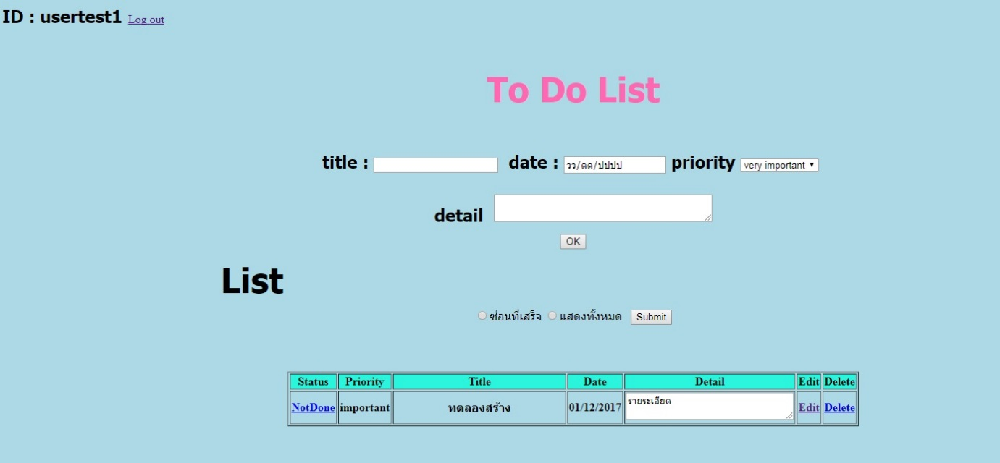 ID : usertest1 Log out
To Do List
title : date : วว/ดด/ปปปป priority very important
detail
OK
List
ซ่อนที่เสร็จ แสดงทั้งหมด Submit
Status Priority Title Date Detail Edit Delete
NotDone important ทดลองสร้าง 01/12/2017 รายระเอียด Edit Delete